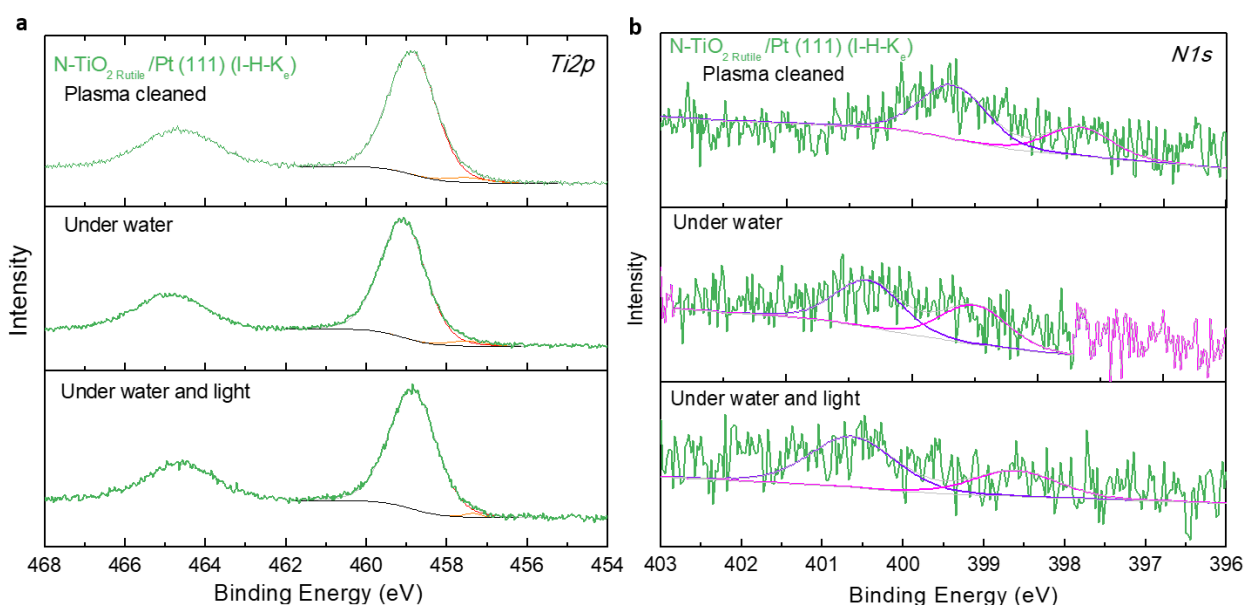 a
N-TiO2 Rutile/Pt (111) (I-H-Ke)
Ti2p
Plasma cleaned
Under water
Under water and light
Intensity
468 466 464 462 460 458 456 454
Binding Energy (eV)
b
N-TiO2 Rutile/Pt (111) (I-H-Ke)
N1s
Plasma cleaned
Under water
Under water and light
Intensity
403 402 401 400 399 398 397 396
Binding Energy (eV)